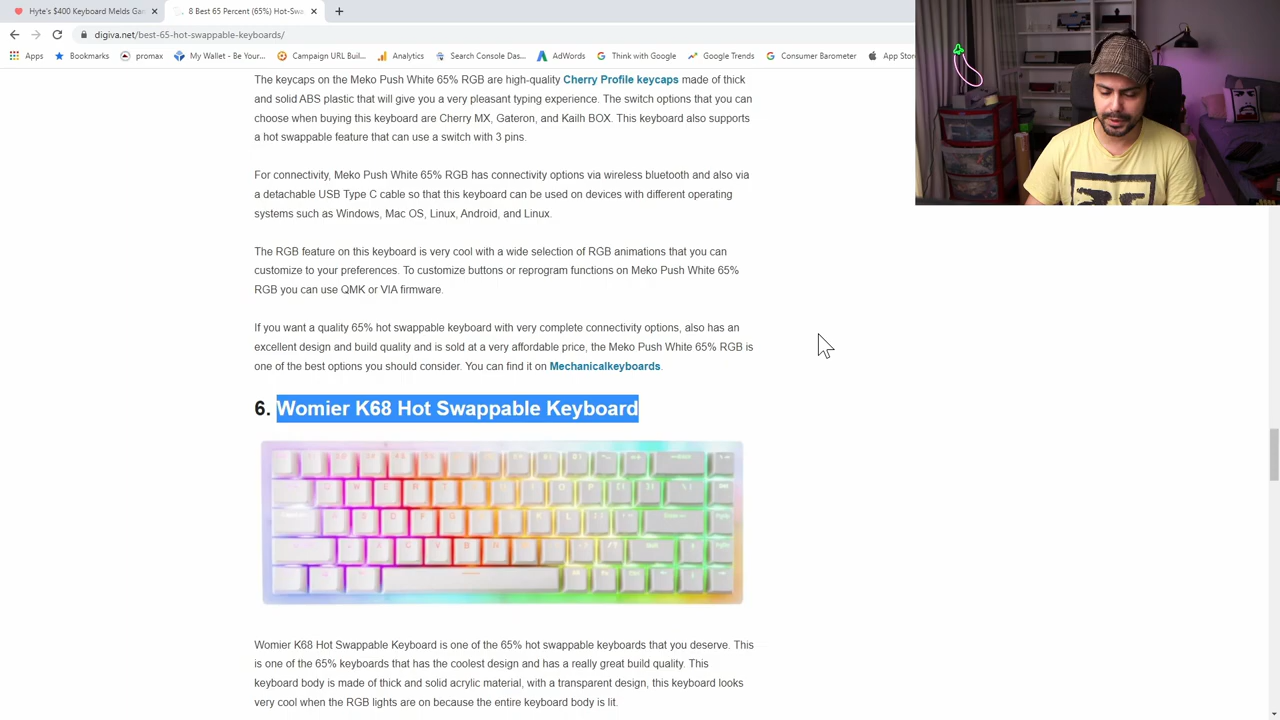 Hyte's $400 Keyboard Melds Ga
8 Best 65 Percent (65%) Hot-Sw
digiva.net/best-65-hot-swappable-keyboards/
Apps
Bookmarks
promax
My Wallet - Be Your...
Campaign URL Buil...
Analytics
Search Console Das...
AdWords
Think with Google
Google Trends
Consumer Barometer
App Stor
The keycaps on the Meko Push White 65% RGB are high-quality Cherry Profile keycaps made of thick
and solid ABS plastic that will give you a very pleasant typing experience. The switch options that you can
choose when buying this keyboard are Cherry MX, Gateron, and Kailh BOX. This keyboard also supports
a hot swappable feature that can use a switch with 3 pins.
For connectivity, Meko Push White 65% RGB has connectivity options via wireless bluetooth and also via
a detachable USB Type C cable so that this keyboard can be used on devices with different operating
systems such as Windows, Mac OS, Linux, Android, and Linux.
The RGB feature on this keyboard is very cool with a wide selection of RGB animations that you can
customize to your preferences. To customize buttons or reprogram functions on Meko Push White 65%
RGB you can use QMK or VIA firmware.
If you want a quality 65% hot swappable keyboard with very complete connectivity options, also has an
excellent design and build quality and is sold at a very affordable price, the Meko Push White 65% RGB is
one of the best options you should consider. You can find it on Mechanicalkeyboards.
6. Womier K68 Hot Swappable Keyboard
Womier K68 Hot Swappable Keyboard is one of the 65% hot swappable keyboards that you deserve. This
is one of the 65% keyboards that has the coolest design and has a really great build quality. This
keyboard body is made of thick and solid acrylic material, with a transparent design, this keyboard looks
very cool when the RGB lights are on because the entire keyboard body is lit.